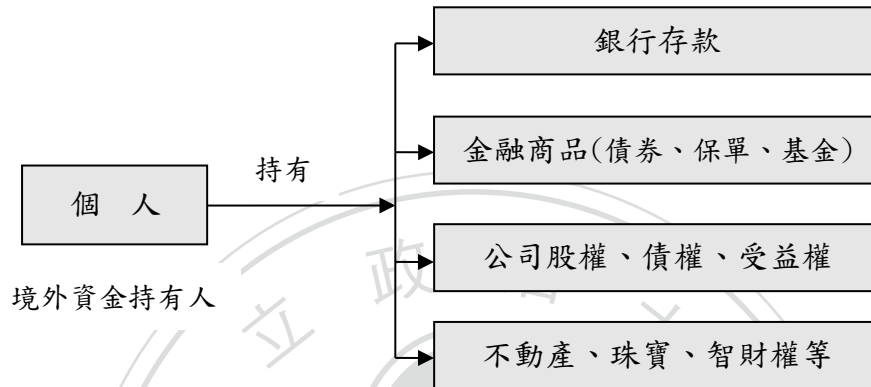 銀行存款
金融商品(債券、保單、基金)
持有
個 人
公司股權、債權、受益權
境外資金持有人
不動產、珠寶、智財權等
立 政